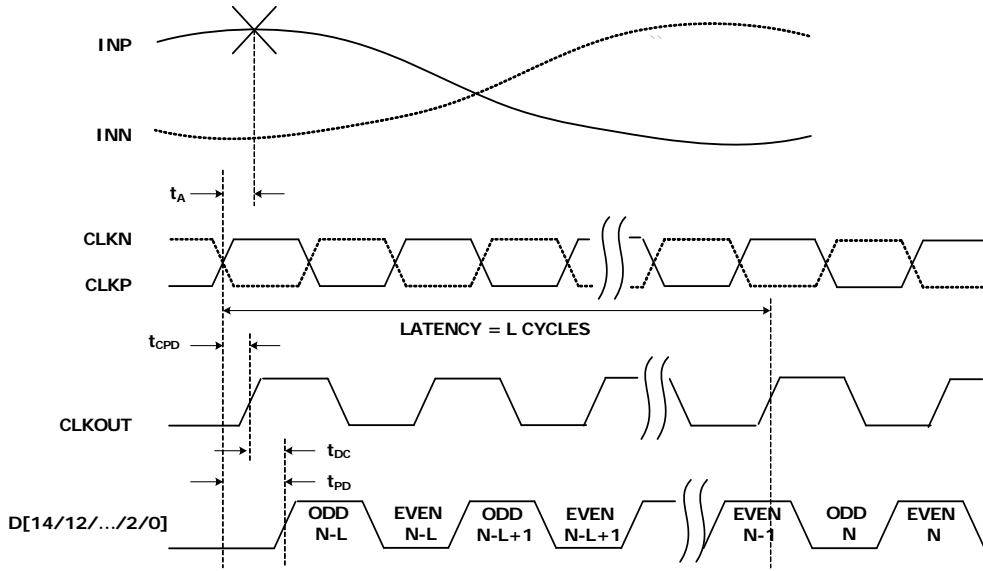 INP
INN
tA
CLKN
CLKP
LATENCY = L CYCLES
tCPD
CLKOUT
tDC
tPD
D[14/12/.../2/0]
ODD N-L
EVEN N-L
ODD N-L+1
EVEN N-L+1
EVEN N-1
ODD N
EVEN N